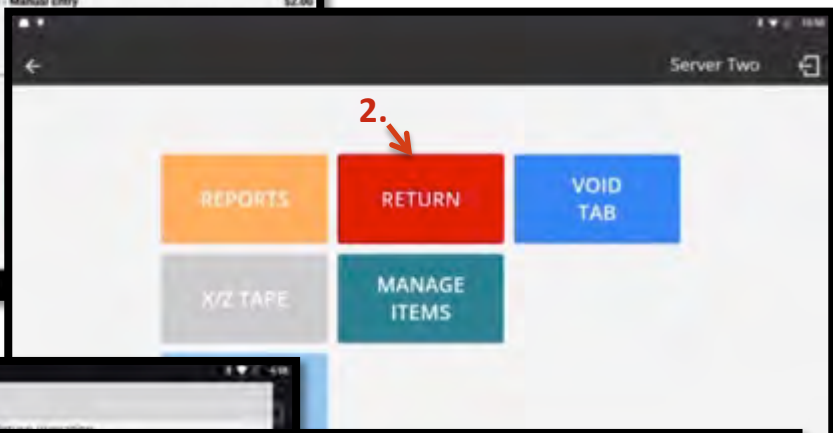 Manual Entry $2.00
Server Two
2.
REPORTS
RETURN
VOID
TAB
X/Z TAPE
MANAGE
ITEMS